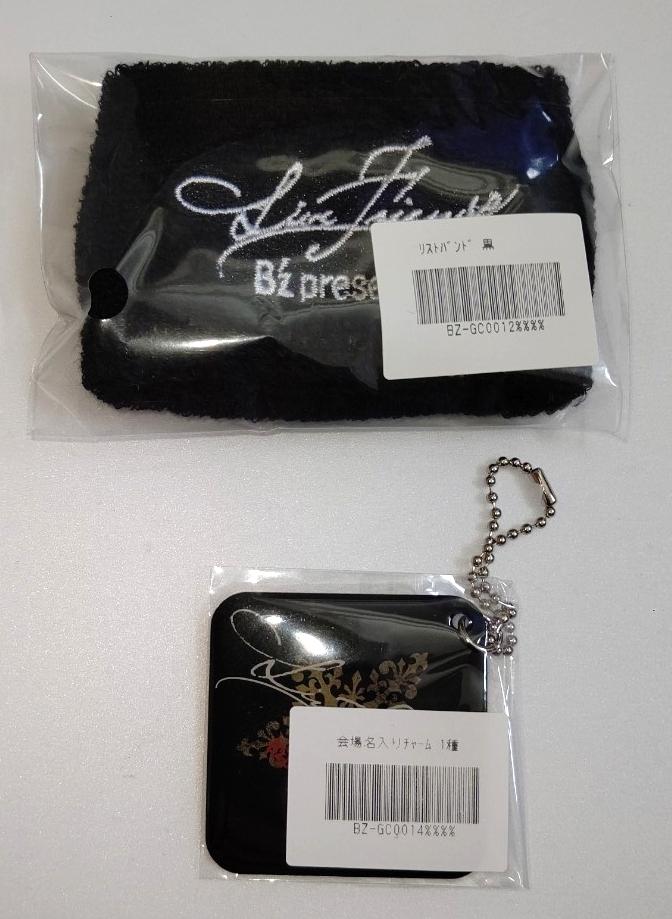 Live Friends
B'z prese
ﾘｽﾄﾊﾞﾝﾄﾞ 黒
BZ-GC0012%%%%
会場名入りﾁｬｰﾑ 1種
BZ-GC0014%%%%